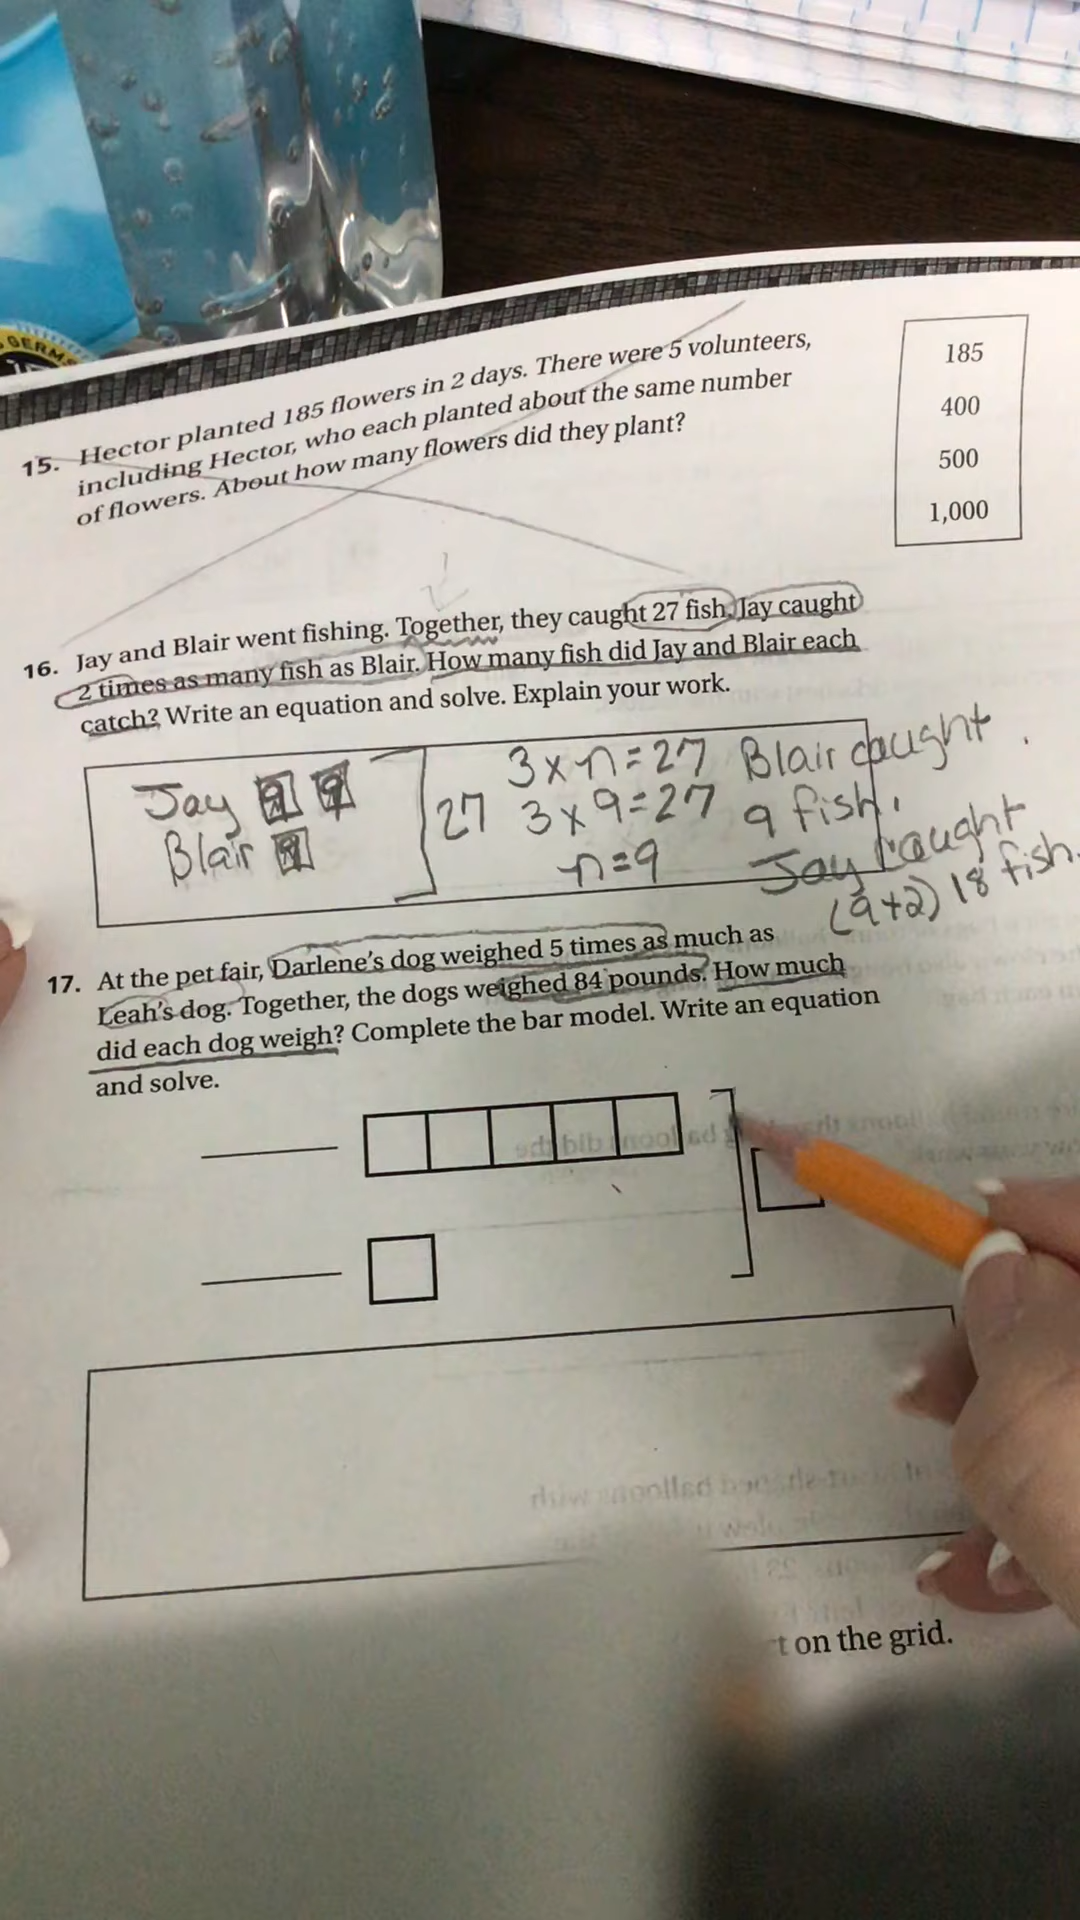 GERMS
15. Hector planted 185 flowers in 2 days. There were 5 volunteers,
including Hector, who each planted about the same number
of flowers. About how many flowers did they plant?
185
400
500
1,000
16. Jay and Blair went fishing. Together, they caught 27 fish. Jay caught
2 times as many fish as Blair. How many fish did Jay and Blair each
catch? Write an equation and solve. Explain your work.
Jay 9 9
Blair 9
27
3 x n = 27
3 x 9 = 27
n = 9
Blair caught
9 fish.
Jay caught
(9+2) 18 fish.
17. At the pet fair, Darlene's dog weighed 5 times as much as
Leah's dog. Together, the dogs weighed 84 pounds. How much
did each dog weigh? Complete the bar model. Write an equation
and solve.
t on the grid.